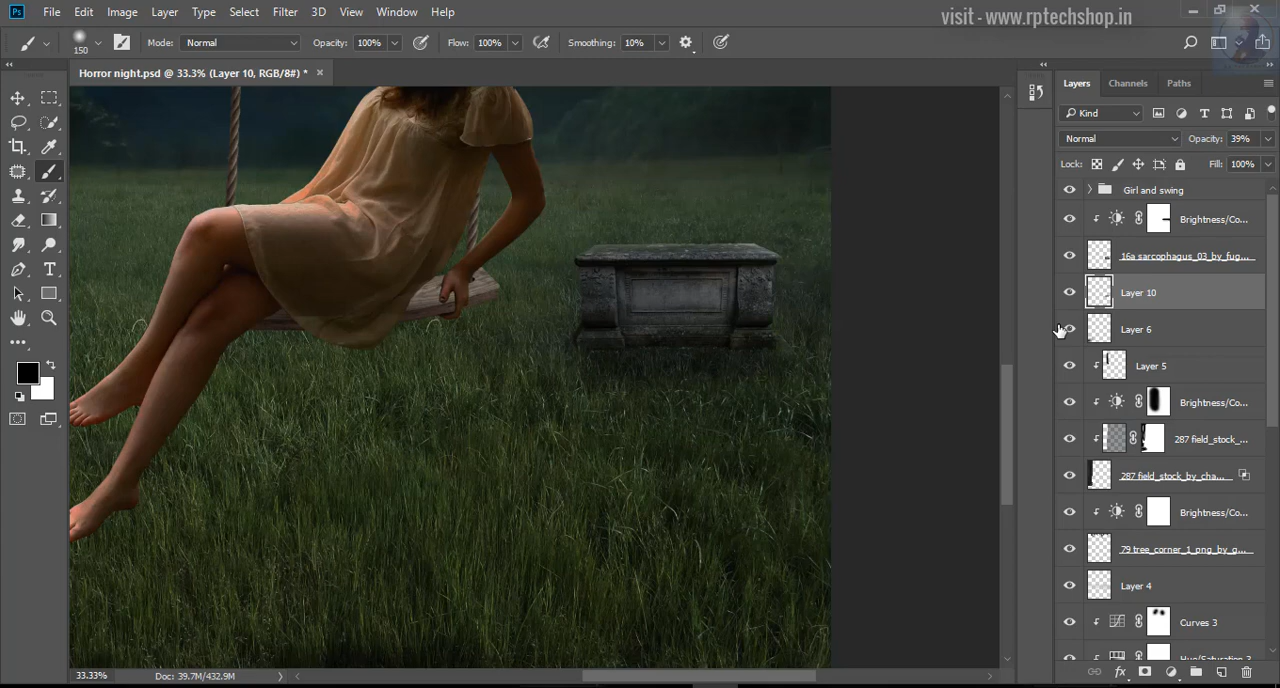 Ps File Edit Image Layer Type Select Filter 3D View Window Help
visit - www.rptechshop.in
150 Mode: Normal Opacity: 100% Flow: 100% Smoothing: 10%
Horror night.psd @ 33.3% (Layer 10, RGB/8#) * ×
Layers Channels Paths
Kind T
Normal Opacity: 39%
Lock: Fill: 100%
Girl and swing
Brightness/Co...
16a sarcophagus_03_by_fug...
Layer 10
Layer 6
Layer 5
Brightness/Co...
287 field_stock_...
287 field_stock_by_cha...
Brightness/Co...
79 tree_corner_1_png_by_g...
Layer 4
Curves 3
Hue/Saturation 2
fx
T
33.33% Doc: 39.7M/432.9M